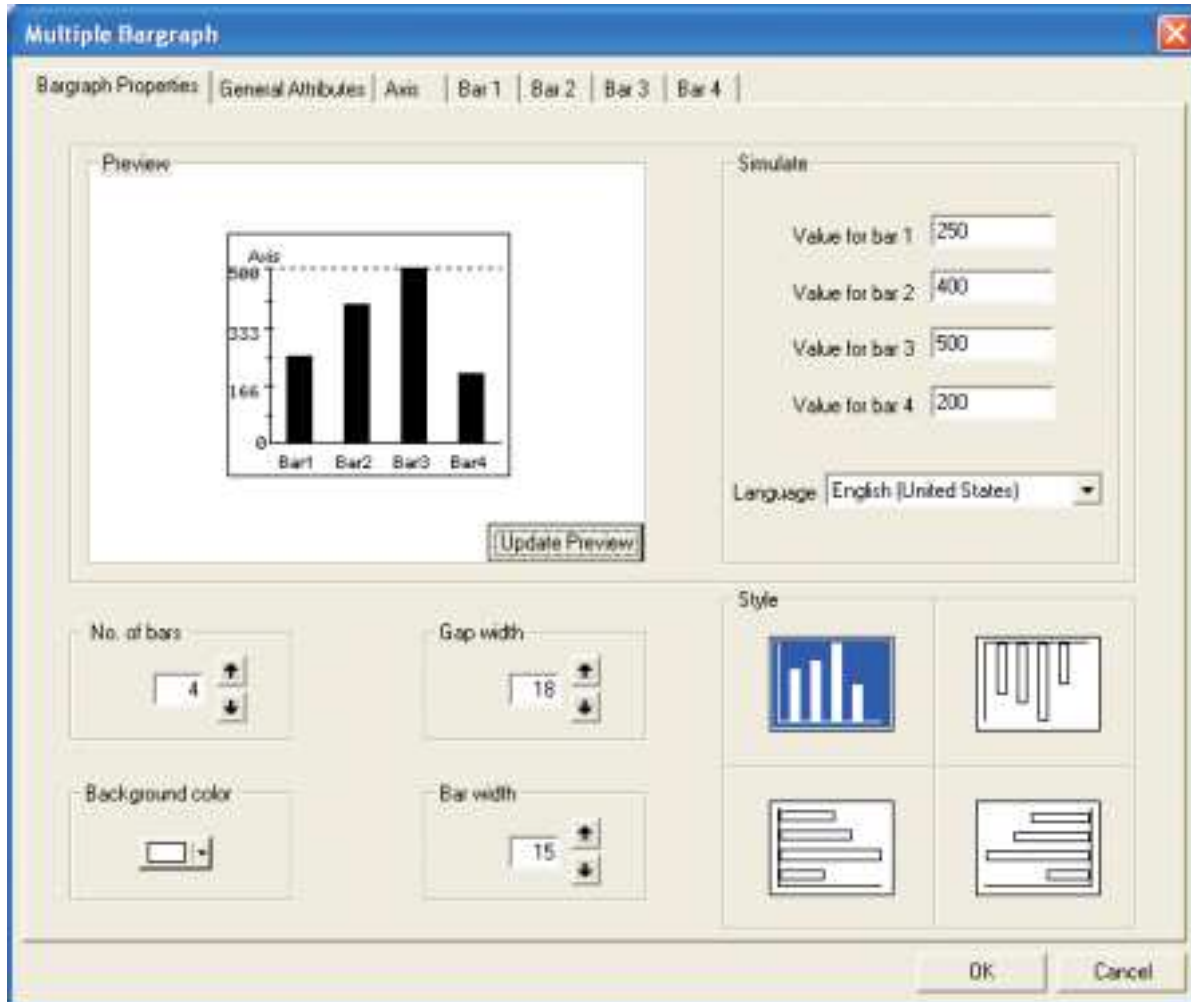 Multiple Bargraph
Bargraph Properties General Attributes Axis Bar 1 Bar 2 Bar 3 Bar 4
Preview
Axis
500
333
166
0
Bar1 Bar2 Bar3 Bar4
Update Preview
Simulate
Value for bar 1 250
Value for bar 2 400
Value for bar 3 500
Value for bar 4 200
Language English (United States)
No. of bars
4
Gap width
18
Background color
Bar width
15
Style
OK Cancel